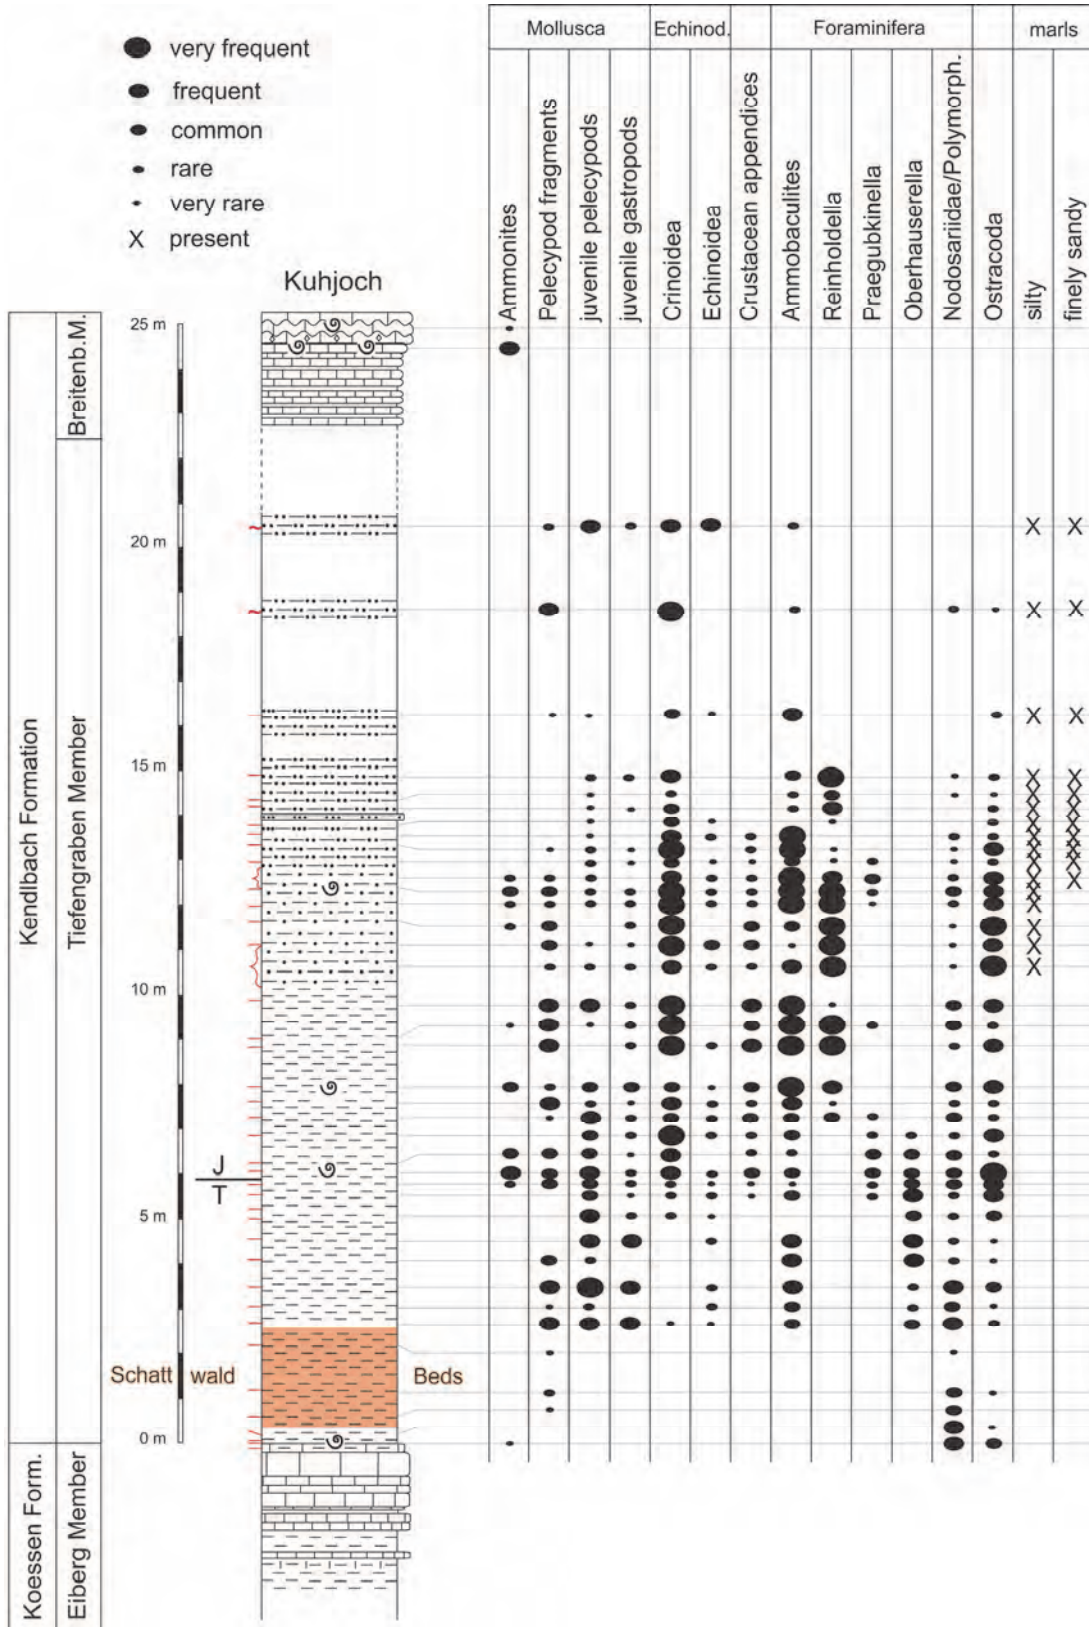 Mollusca
Echinod.
Foraminifera
marls
very frequent
frequent
common
rare
very rare
X present
Ammonites
Pelecypod fragments
juvenile pelecypods
juvenile gastropods
Crinoidea
Echinoidea
Crustacean appendices
Ammobaculites
Reinholdella
Praegubkinella
Oberhauserella
Nodosariidae/Polymorph.
Ostracoda
silty
finely sandy
Kuhjoch
Kendlbach Formation
Breitenb.M.
Tiefengraben Member
Koessen Form.
Eiberg Member
25 m
20 m
15 m
10 m
J
T
5 m
Schatt wald Beds
0 m
X X
X X
X X
X X
X X
X X
X X
X X
X X
X X
X X
X
X
X
X
X